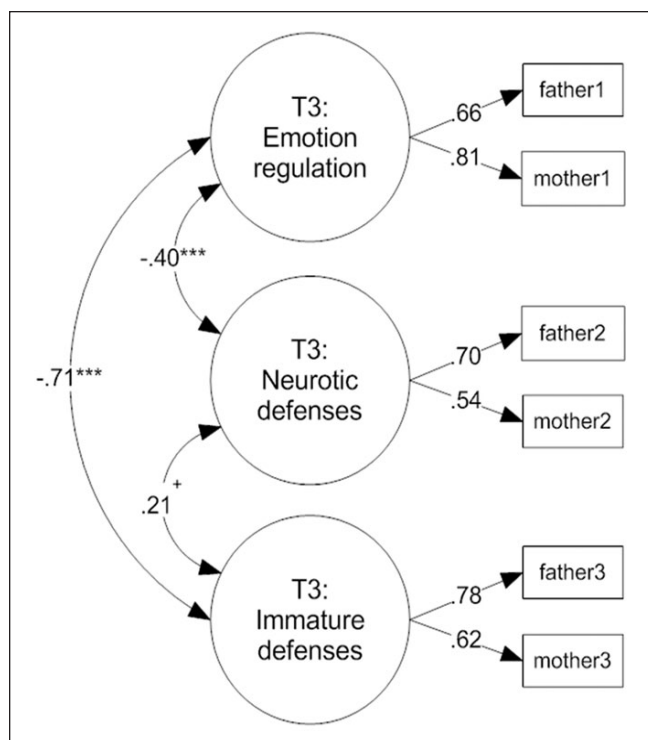 T3:
Emotion
regulation
.66
.81
father1
mother1
-.40***
T3:
Neurotic
defenses
.70
.54
father2
mother2
-.71***
.21 +
T3:
Immature
defenses
.78
.62
father3
mother3